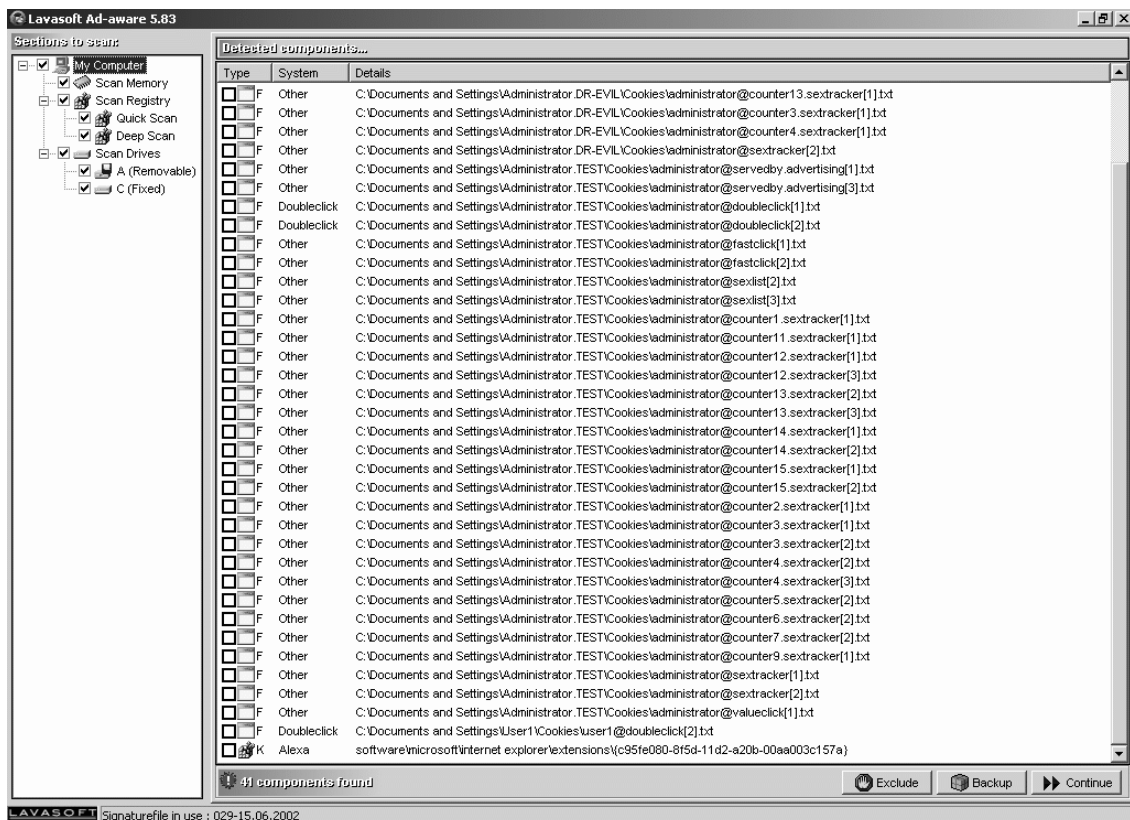 Lavasoft Ad-aware 5.83
Sections to scan:
My Computer
Scan Memory
Scan Registry
Quick Scan
Deep Scan
Scan Drives
A (Removable)
C (Fixed)
Detected components...
Type System Details
F Other C:\Documents and Settings\Administrator.DR-EVIL\Cookies\administrator@counter13.sextracker[1].txt
F Other C:\Documents and Settings\Administrator.DR-EVIL\Cookies\administrator@counter3.sextracker[1].txt
F Other C:\Documents and Settings\Administrator.DR-EVIL\Cookies\administrator@counter4.sextracker[1].txt
F Other C:\Documents and Settings\Administrator.DR-EVIL\Cookies\administrator@sextracker[2].txt
F Other C:\Documents and Settings\Administrator.TEST\Cookies\administrator@servedby.advertising[1].txt
F Other C:\Documents and Settings\Administrator.TEST\Cookies\administrator@servedby.advertising[3].txt
F Doubleclick C:\Documents and Settings\Administrator.TEST\Cookies\administrator@doubleclick[1].txt
F Doubleclick C:\Documents and Settings\Administrator.TEST\Cookies\administrator@doubleclick[2].txt
F Other C:\Documents and Settings\Administrator.TEST\Cookies\administrator@fastclick[1].txt
F Other C:\Documents and Settings\Administrator.TEST\Cookies\administrator@fastclick[2].txt
F Other C:\Documents and Settings\Administrator.TEST\Cookies\administrator@sexlist[2].txt
F Other C:\Documents and Settings\Administrator.TEST\Cookies\administrator@sexlist[3].txt
F Other C:\Documents and Settings\Administrator.TEST\Cookies\administrator@counter1.sextracker[1].txt
F Other C:\Documents and Settings\Administrator.TEST\Cookies\administrator@counter11.sextracker[1].txt
F Other C:\Documents and Settings\Administrator.TEST\Cookies\administrator@counter12.sextracker[1].txt
F Other C:\Documents and Settings\Administrator.TEST\Cookies\administrator@counter12.sextracker[3].txt
F Other C:\Documents and Settings\Administrator.TEST\Cookies\administrator@counter13.sextracker[2].txt
F Other C:\Documents and Settings\Administrator.TEST\Cookies\administrator@counter13.sextracker[3].txt
F Other C:\Documents and Settings\Administrator.TEST\Cookies\administrator@counter14.sextracker[1].txt
F Other C:\Documents and Settings\Administrator.TEST\Cookies\administrator@counter14.sextracker[2].txt
F Other C:\Documents and Settings\Administrator.TEST\Cookies\administrator@counter15.sextracker[1].txt
F Other C:\Documents and Settings\Administrator.TEST\Cookies\administrator@counter15.sextracker[2].txt
F Other C:\Documents and Settings\Administrator.TEST\Cookies\administrator@counter2.sextracker[1].txt
F Other C:\Documents and Settings\Administrator.TEST\Cookies\administrator@counter3.sextracker[1].txt
F Other C:\Documents and Settings\Administrator.TEST\Cookies\administrator@counter3.sextracker[2].txt
F Other C:\Documents and Settings\Administrator.TEST\Cookies\administrator@counter4.sextracker[2].txt
F Other C:\Documents and Settings\Administrator.TEST\Cookies\administrator@counter4.sextracker[3].txt
F Other C:\Documents and Settings\Administrator.TEST\Cookies\administrator@counter5.sextracker[2].txt
F Other C:\Documents and Settings\Administrator.TEST\Cookies\administrator@counter6.sextracker[2].txt
F Other C:\Documents and Settings\Administrator.TEST\Cookies\administrator@counter7.sextracker[2].txt
F Other C:\Documents and Settings\Administrator.TEST\Cookies\administrator@counter9.sextracker[1].txt
F Other C:\Documents and Settings\Administrator.TEST\Cookies\administrator@sextracker[1].txt
F Other C:\Documents and Settings\Administrator.TEST\Cookies\administrator@sextracker[2].txt
F Other C:\Documents and Settings\Administrator.TEST\Cookies\administrator@valueclick[1].txt
F Doubleclick C:\Documents and Settings\User1\Cookies\user1@doubleclick[2].txt
K Alexa software\microsoft\internet explorer\extensions\{c95fe080-8f5d-11d2-a20b-00aa003c157a}
41 components found
Exclude Backup Continue
LAVASOFT Signaturefile in use : 029-15.06.2002